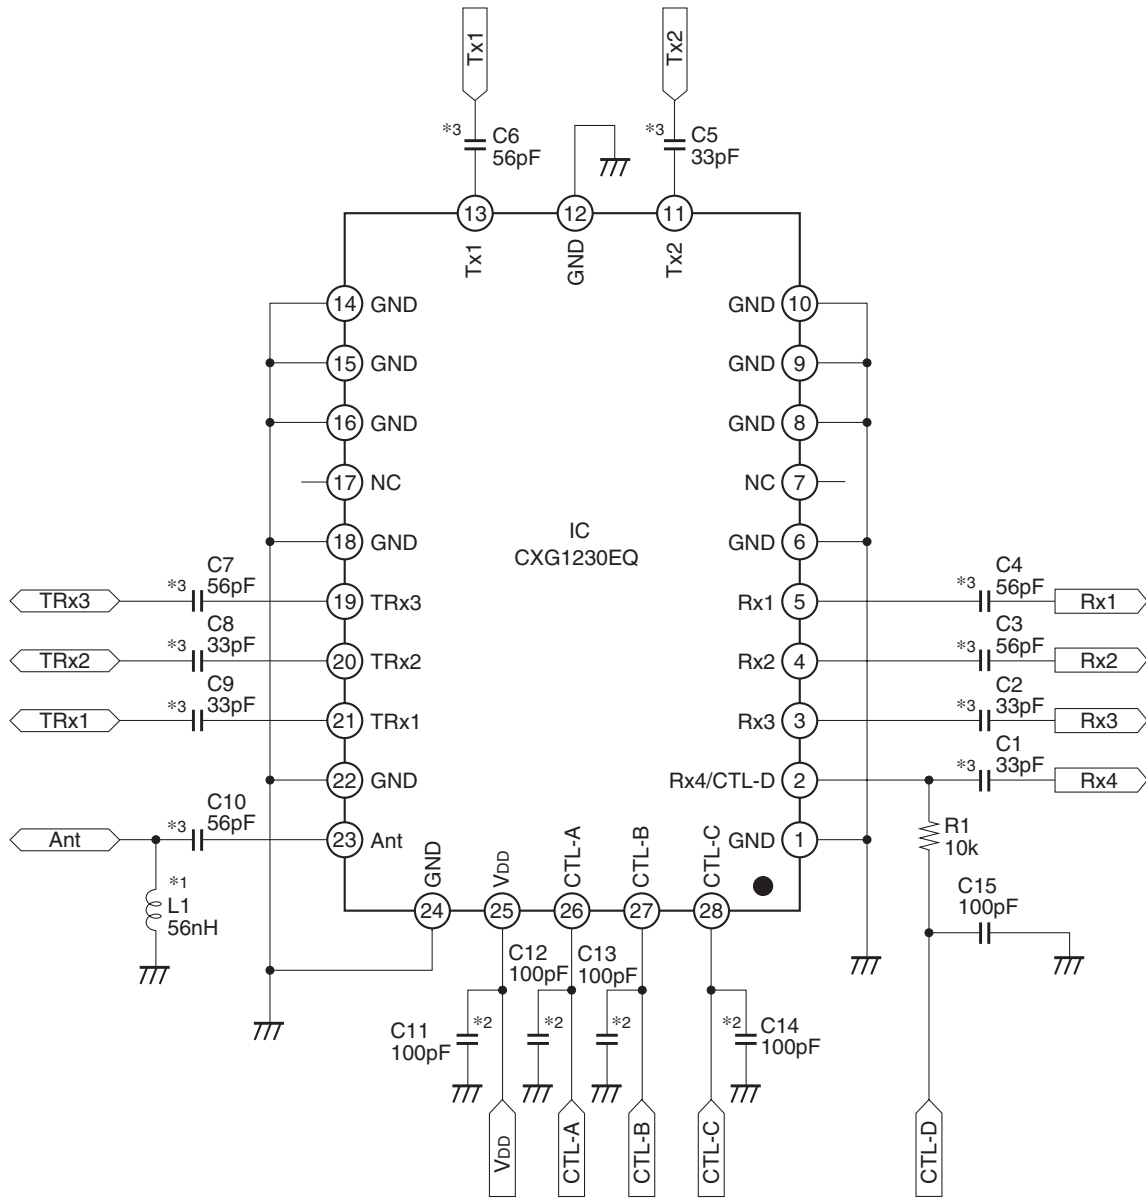 Tx1
Tx2
*3
C6
56pF
*3
C5
33pF
13
12
11
Tx1
GND
Tx2
14
GND
GND
10
15
GND
GND
9
16
GND
GND
8
17
NC
NC
7
IC
CXG1230EQ
18
GND
GND
6
TRx3
*3
C7
56pF
19
TRx3
Rx1
5
*3
C4
56pF
Rx1
TRx2
*3
C8
33pF
20
TRx2
Rx2
4
*3
C3
56pF
Rx2
TRx1
*3
C9
33pF
21
TRx1
Rx3
3
*3
C2
33pF
Rx3
22
GND
Rx4/CTL-D
2
*3
C1
33pF
Rx4
Ant
*3
C10
56pF
23
Ant
GND
1
R1
10k
*1
L1
56nH
GND
VDD
CTL-A
CTL-B
CTL-C
24
25
26
27
28
C15
100pF
C12
100pF
C13
100pF
C11
100pF
*2
*2
*2
*2
C14
100pF
VDD
CTL-A
CTL-B
CTL-C
CTL-D